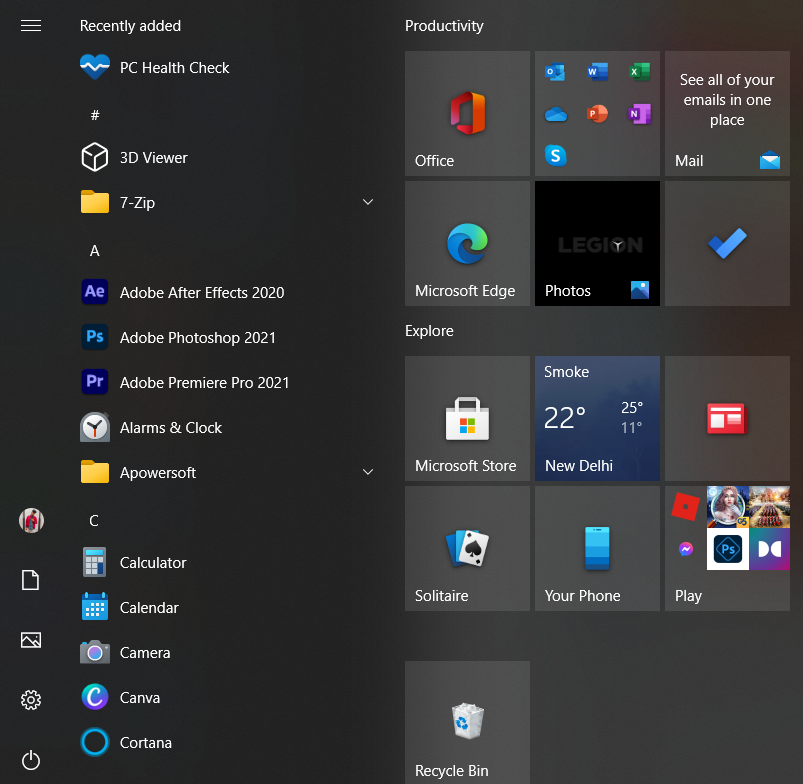 Recently added
PC Health Check
#
3D Viewer
7-Zip
A
Ae Adobe After Effects 2020
Ps Adobe Photoshop 2021
Pr Adobe Premiere Pro 2021
Alarms & Clock
Apowersoft
C
Calculator
Calendar
Camera
Canva
Cortana
Productivity
Office
See all of your
emails in one
place
Mail
Microsoft Edge
LEGION
Photos
Explore
Microsoft Store
Smoke
22°
25°
11°
New Delhi
Solitaire
Your Phone
Ps
Play
Recycle Bin